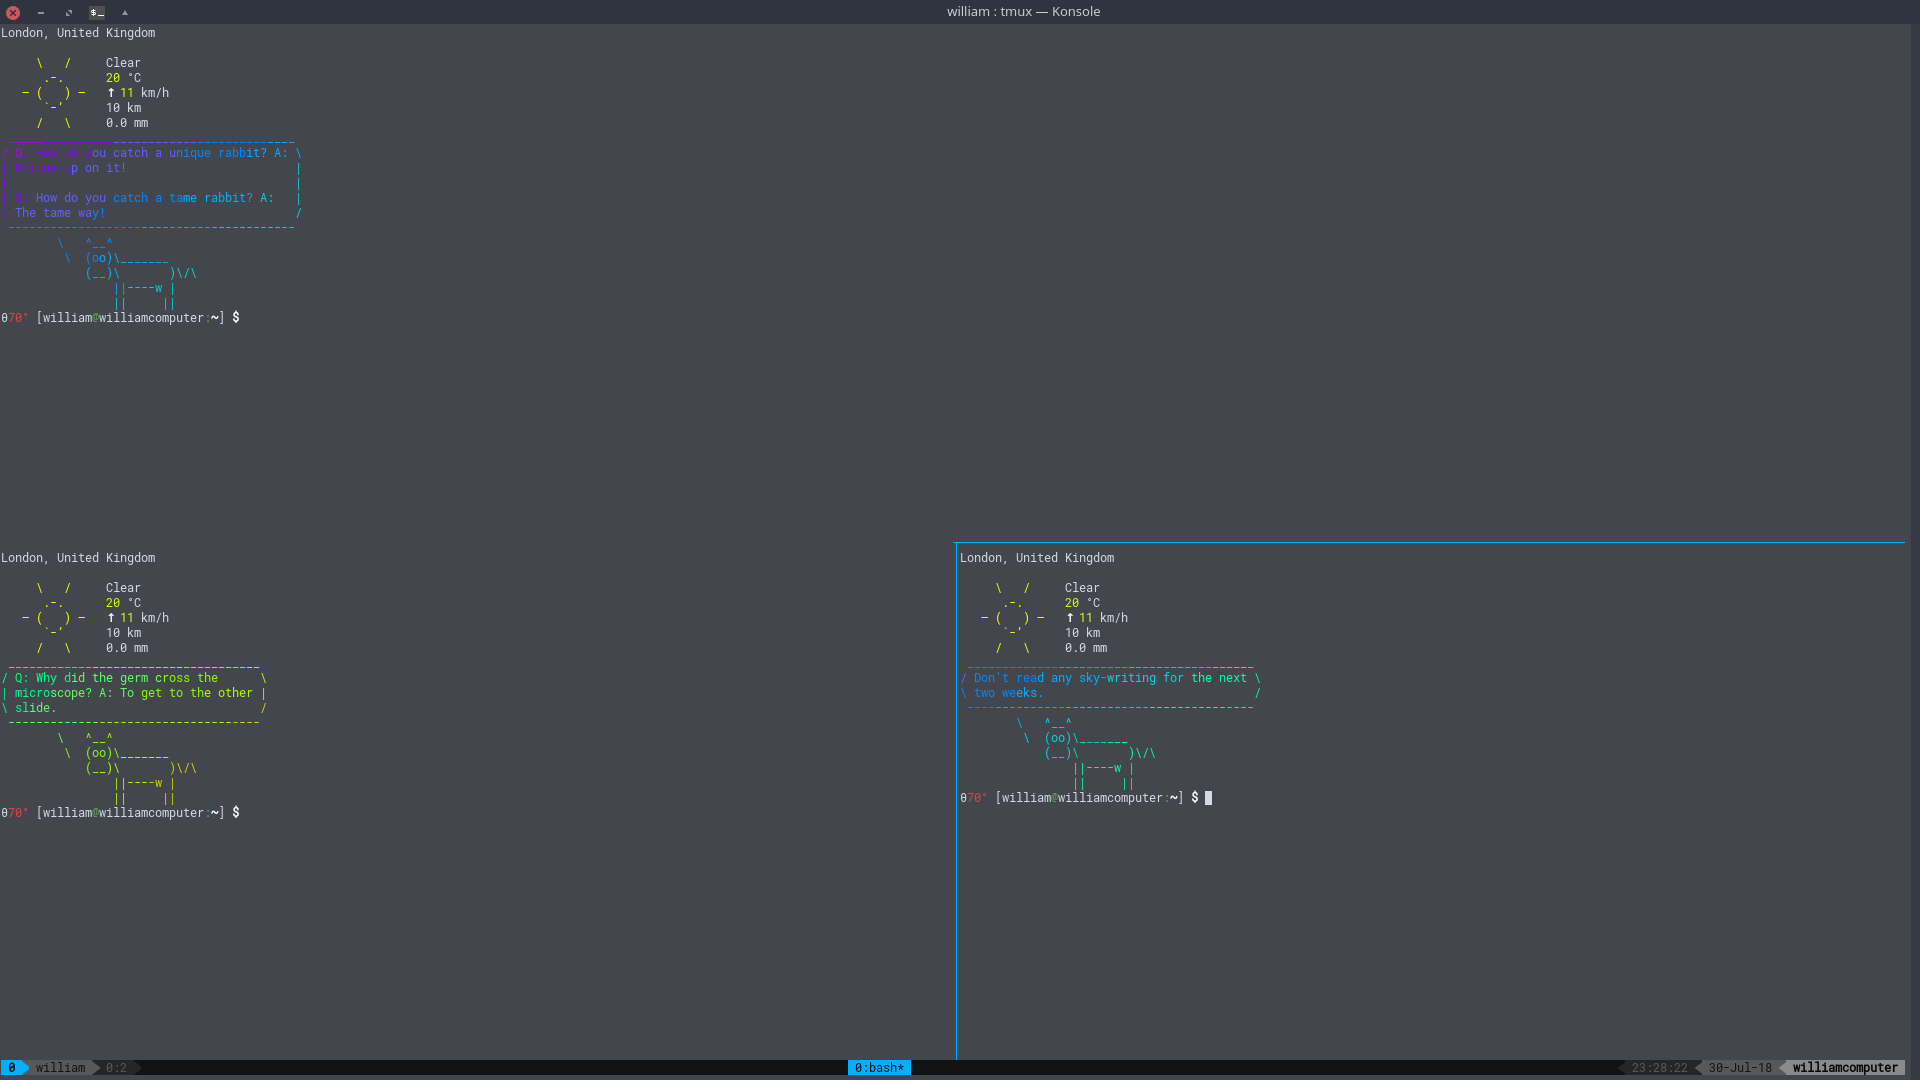 william : tmux — Konsole
London, United Kingdom
\   /     Clear
.-.      20 °C
― (   ) ―   ↑ 11 km/h
`-’      10 km
/   \     0.0 mm
_________________________________________
/ Q: How do you catch a unique rabbit? A: \
| Unique up on it!                        |
|                                         |
| Q: How do you catch a tame rabbit? A:   |
\ The tame way!                           /
-----------------------------------------
\   ^__^
\  (oo)\_______
(__)\       )\/\
||----w |
||     ||
θ70° [william@williamcomputer:~] $
London, United Kingdom
\   /     Clear
.-.      20 °C
― (   ) ―   ↑ 11 km/h
`-’      10 km
/   \     0.0 mm
____________________________________
/ Q: Why did the germ cross the      \
| microscope? A: To get to the other |
\ slide.                             /
------------------------------------
\   ^__^
\  (oo)\_______
(__)\       )\/\
||----w |
||     ||
θ70° [william@williamcomputer:~] $
London, United Kingdom
\   /     Clear
.-.      20 °C
― (   ) ―   ↑ 11 km/h
`-’      10 km
/   \     0.0 mm
_________________________________________
/ Don't read any sky-writing for the next \
\ two weeks.                              /
-----------------------------------------
\   ^__^
\  (oo)\_______
(__)\       )\/\
||----w |
||     ||
θ70° [william@williamcomputer:~] $
0 william 0:2 0:bash* 23:28:22 30-Jul-18 williamcomputer